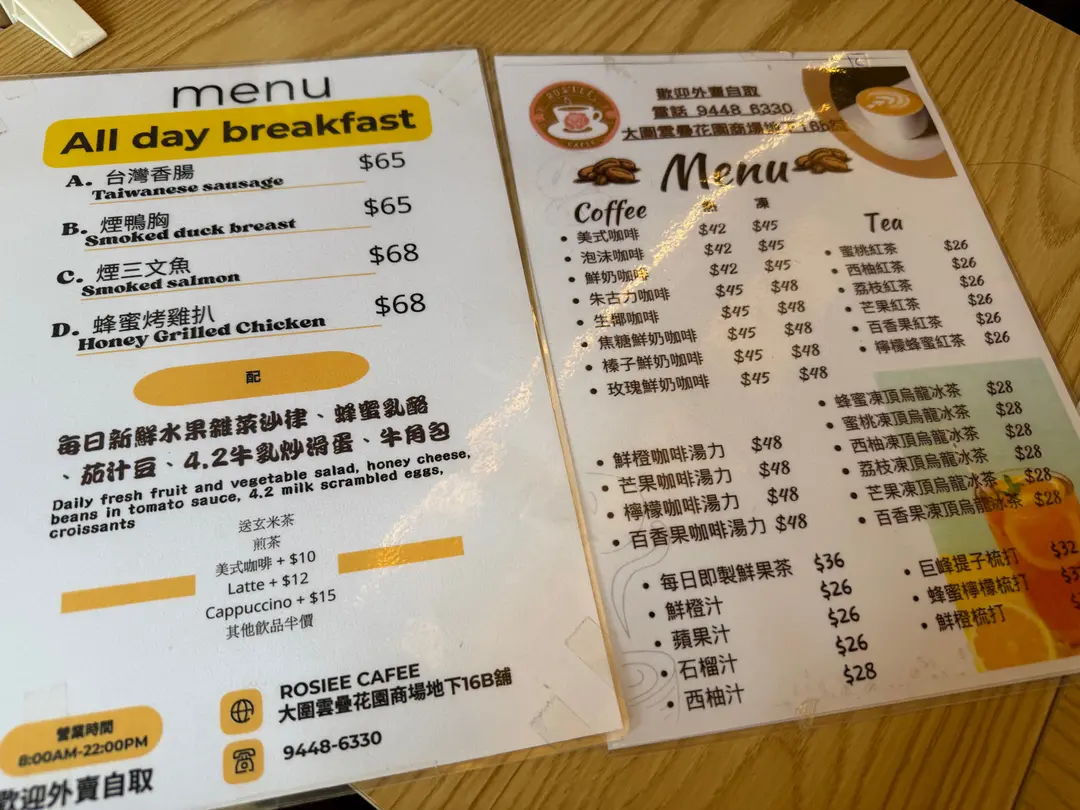 menu
All day breakfast
A. 台灣香腸 $65
Taiwanese sausage
B. 煙鴨胸 $65
Smoked duck breast
C. 煙三文魚 $68
Smoked salmon
D. 蜂蜜烤雞扒 $68
Honey Grilled Chicken
配
每日新鮮水果雜菜沙律、蜂蜜乳酪
、茄汁豆、4.2牛乳炒滑蛋、牛角包
Daily fresh fruit and vegetable salad, honey cheese,
beans in tomato sauce, 4.2 milk scrambled eggs,
croissants
送玄米茶
煎茶
美式咖啡 + $10
Latte + $12
Cappuccino + $15
其他飲品半價
ROSIEE CAFEE
大圍雲疊花園商場地下16B舖
9448-6330
營業時間
8:00AM-22:00PM
歡迎外賣自取
歡迎外賣自取
電話 9448 6330
大圍雲疊花園商場地下16b舖
Menu
Coffee 熱 凍
• 美式咖啡 $42 $45
• 泡沫咖啡 $42 $45
• 鮮奶咖啡 $42 $45
• 朱古力咖啡 $45 $48
• 生椰咖啡 $45 $48
• 焦糖鮮奶咖啡 $45 $48
• 榛子鮮奶咖啡 $45 $48
• 玫瑰鮮奶咖啡 $45 $48
• 鮮橙咖啡湯力 $48
• 芒果咖啡湯力 $48
• 檸檬咖啡湯力 $48
• 百香果咖啡湯力 $48
• 每日即製鮮果茶 $36
• 鮮橙汁 $26
• 蘋果汁 $26
• 石榴汁 $26
• 西柚汁 $28
Tea
• 蜜桃紅茶 $26
• 西柚紅茶 $26
• 荔枝紅茶 $26
• 芒果紅茶 $26
• 百香果紅茶 $26
• 檸檬蜂蜜紅茶 $26
• 蜂蜜凍頂烏龍冰茶 $28
• 蜜桃凍頂烏龍冰茶 $28
• 西柚凍頂烏龍冰茶 $28
• 荔枝凍頂烏龍冰茶 $28
• 芒果凍頂烏龍冰茶 $28
• 百香果凍頂烏龍冰茶 $28
• 巨峰提子梳打 $32
• 蜂蜜檸檬梳打
• 鮮橙梳打